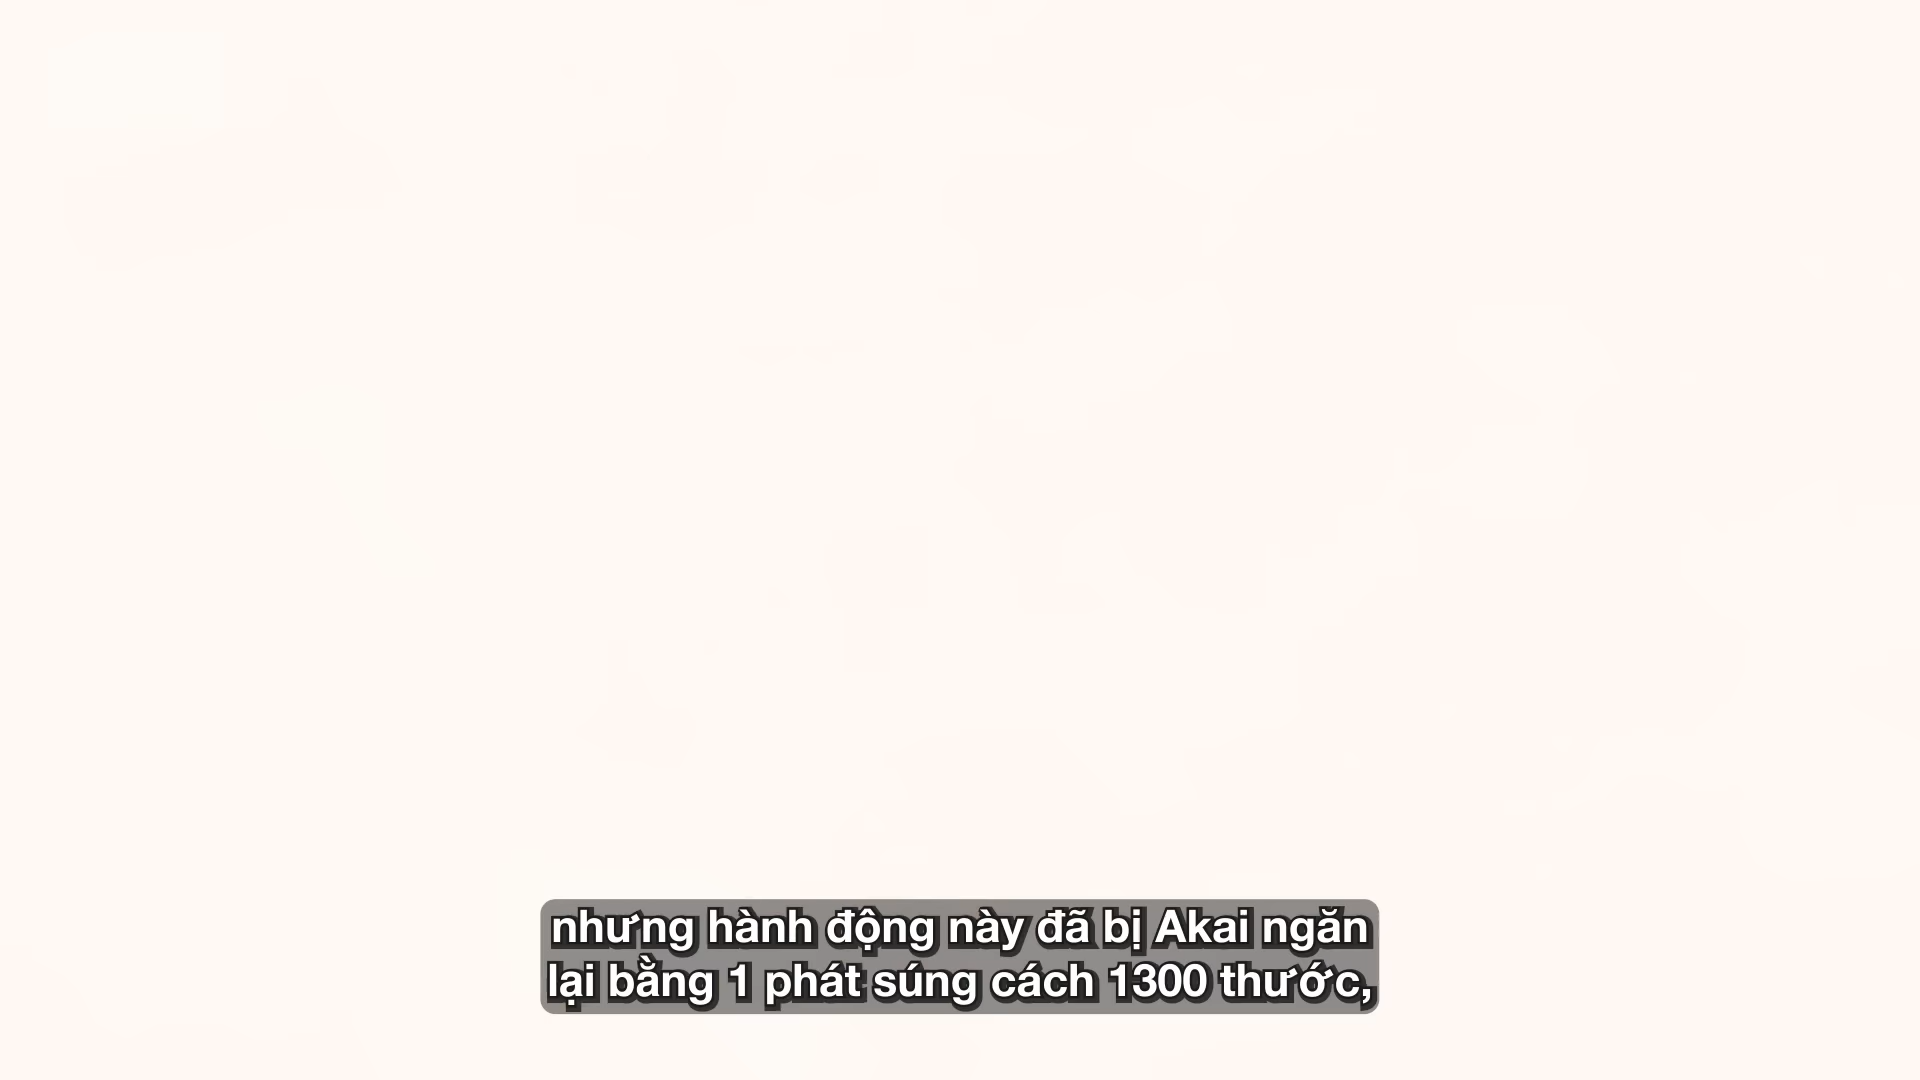 nhưng hành động này đã bị Akai ngăn
lại bằng 1 phát súng cách 1300 thước,